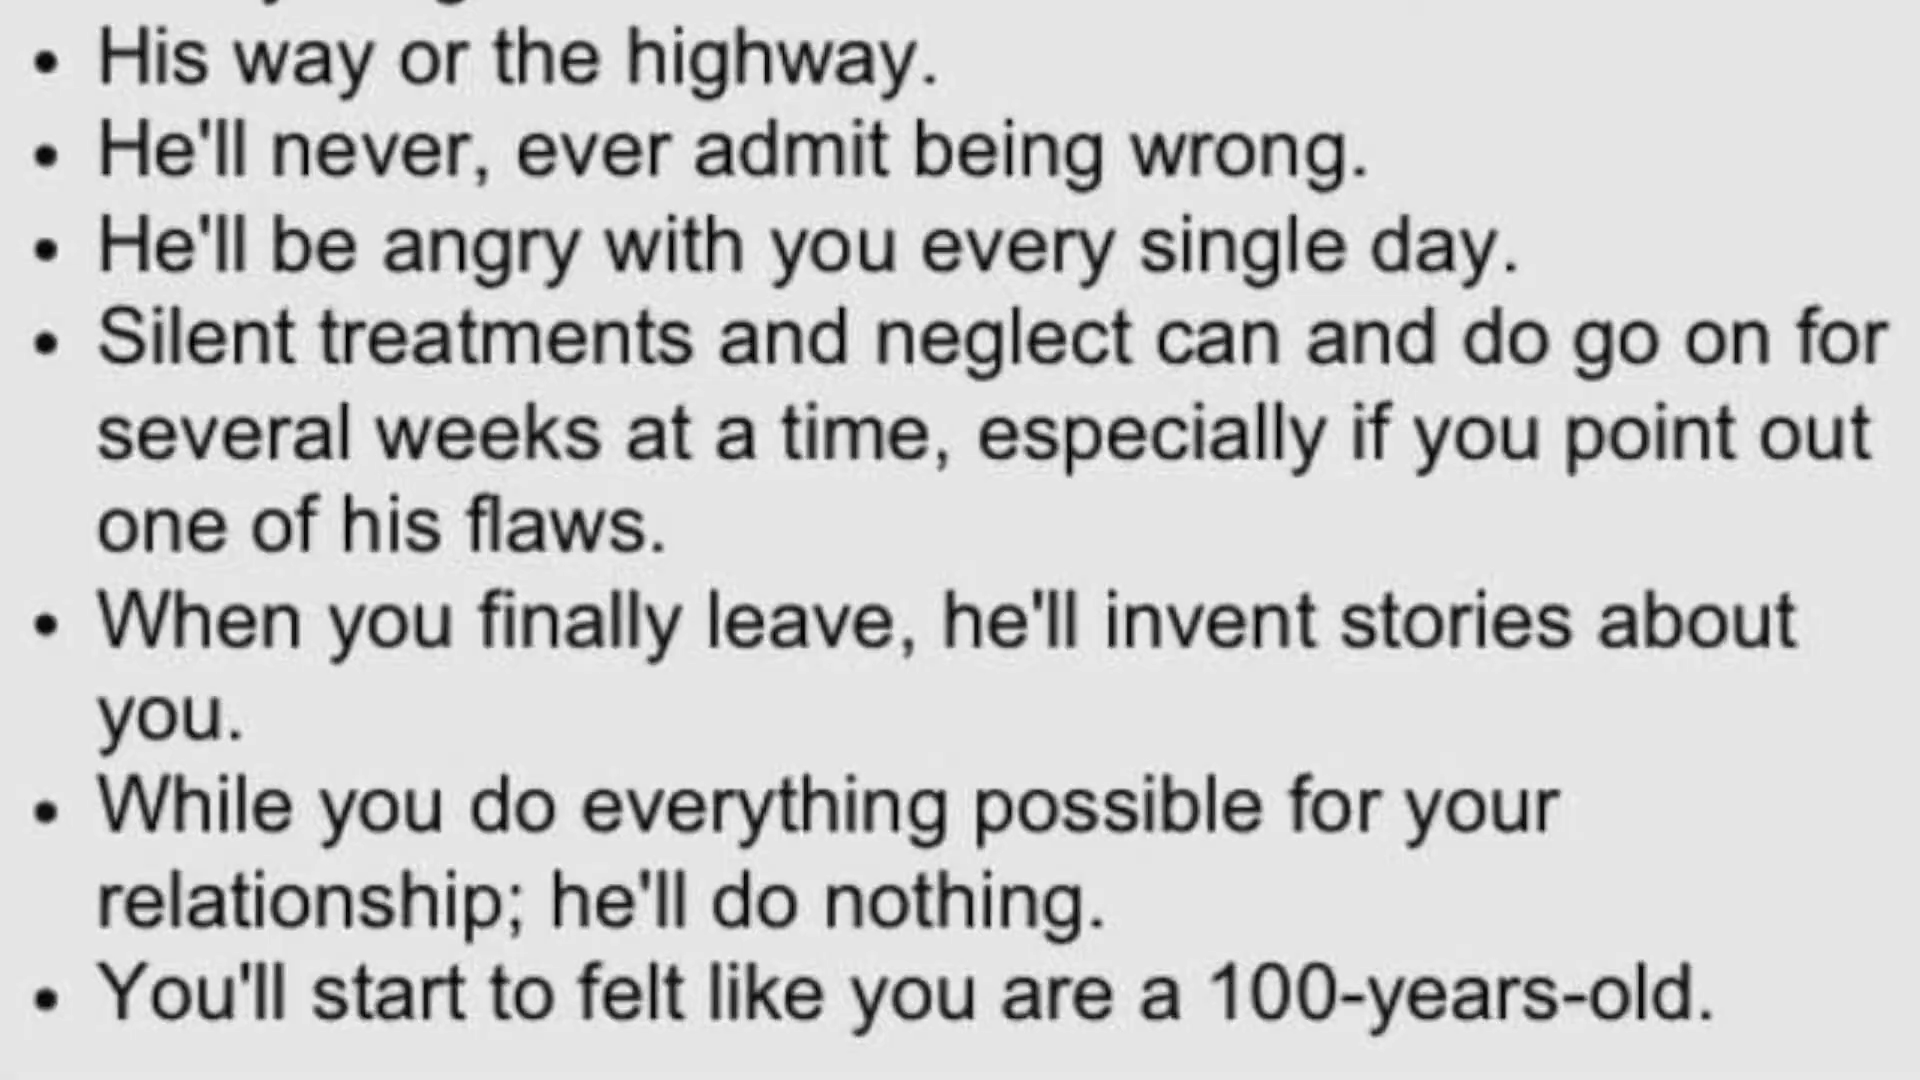 • His way or the highway.
• He'll never, ever admit being wrong.
• He'll be angry with you every single day.
• Silent treatments and neglect can and do go on for
several weeks at a time, especially if you point out
one of his flaws.
• When you finally leave, he'll invent stories about
you.
• While you do everything possible for your
relationship; he'll do nothing.
• You'll start to felt like you are a 100-years-old.